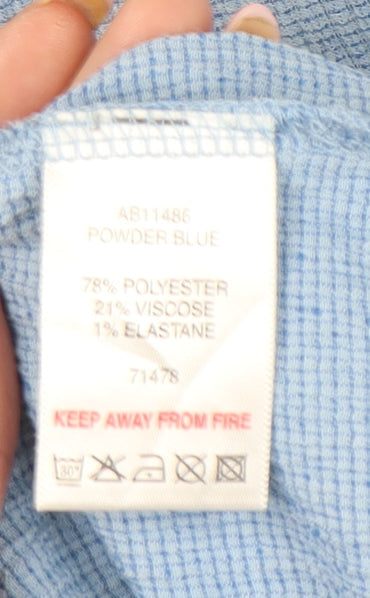 AB11486
POWDER BLUE
78% POLYESTER
21% VISCOSE
1% ELASTANE
71478
KEEP AWAY FROM FIRE
30°